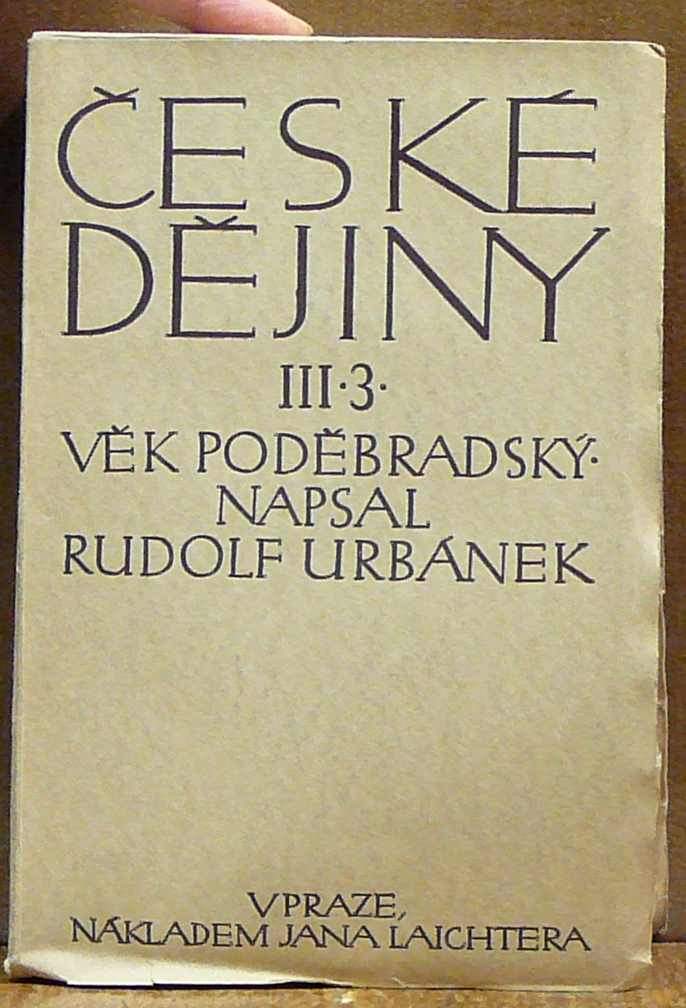 ČESKÉ
DĚJINY
III·3·
VĚK PODĚBRADSKÝ·
NAPSAL
RUDOLF URBÁNEK
V PRAZE,
NÁKLADEM JANA LAICHTERA